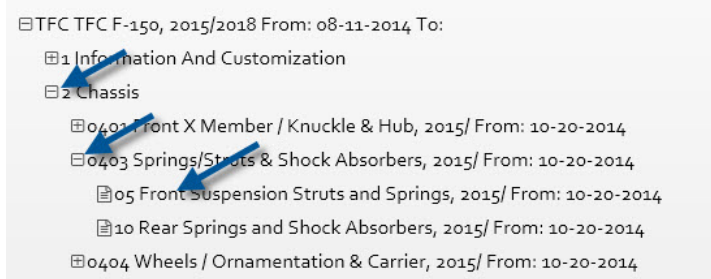 TFC TFC F-150, 2015/2018 From: 08-11-2014 To:
1 Information And Customization
2 Chassis
0401 Front X Member / Knuckle & Hub, 2015/ From: 10-20-2014
0403 Springs/Struts & Shock Absorbers, 2015/ From: 10-20-2014
05 Front Suspension Struts and Springs, 2015/ From: 10-20-2014
10 Rear Springs and Shock Absorbers, 2015/ From: 10-20-2014
0404 Wheels / Ornamentation & Carrier, 2015/ From: 10-20-2014